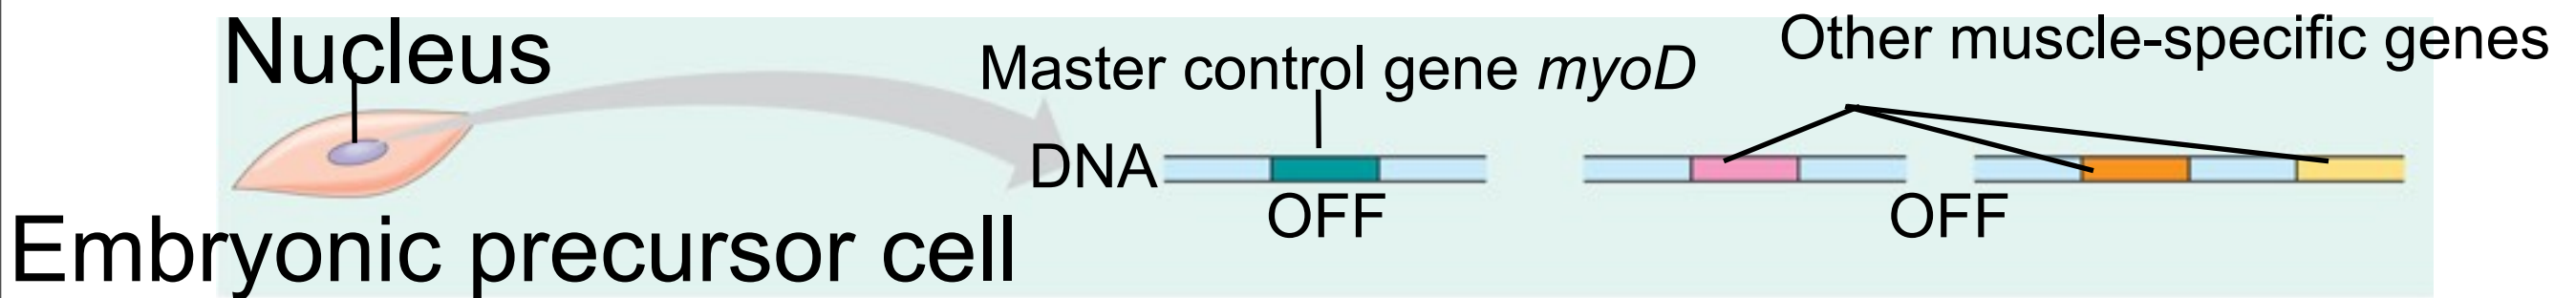 Nucleus
Master control gene myoD
Other muscle-specific genes
DNA
OFF
OFF
Embryonic precursor cell